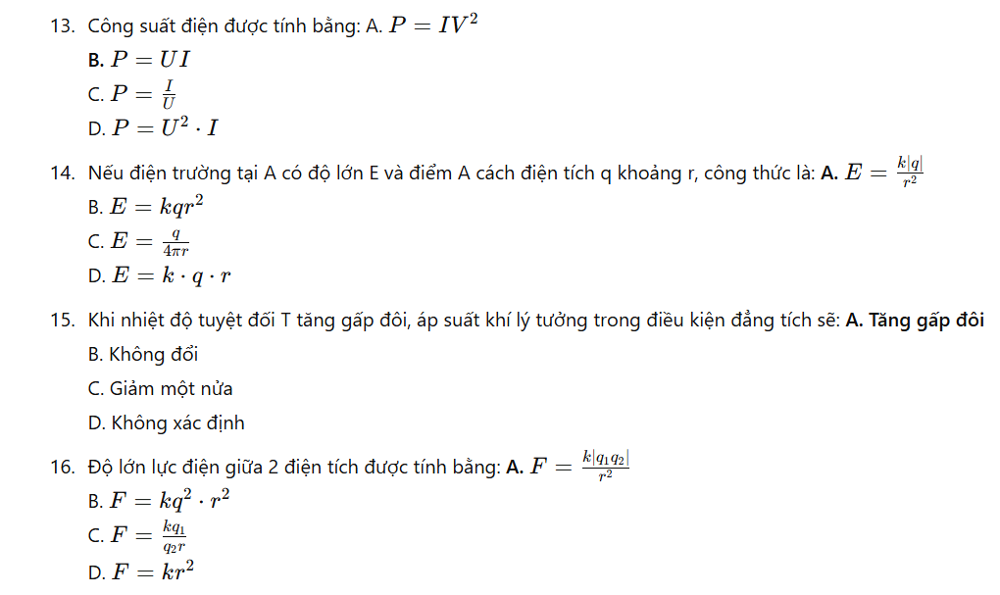 13. Công suất điện được tính bằng: A. $P = IV^2$
B. $P = UI$
C. $P = \frac{I}{U}$
D. $P = U^2 \cdot I$
14. Nếu điện trường tại A có độ lớn E và điểm A cách điện tích q khoảng r, công thức là: A. $E = \frac{k|q|}{r^2}$
B. $E = kqr^2$
C. $E = \frac{q}{4\pi r}$
D. $E = k \cdot q \cdot r$
15. Khi nhiệt độ tuyệt đối T tăng gấp đôi, áp suất khí lý tưởng trong điều kiện đẳng tích sẽ: A. Tăng gấp đôi
B. Không đổi
C. Giảm một nửa
D. Không xác định
16. Độ lớn lực điện giữa 2 điện tích được tính bằng: A. $F = \frac{k|q_1q_2|}{r^2}$
B. $F = kq^2 \cdot r^2$
C. $F = \frac{kq_1}{q_2r}$
D. $F = kr^2$